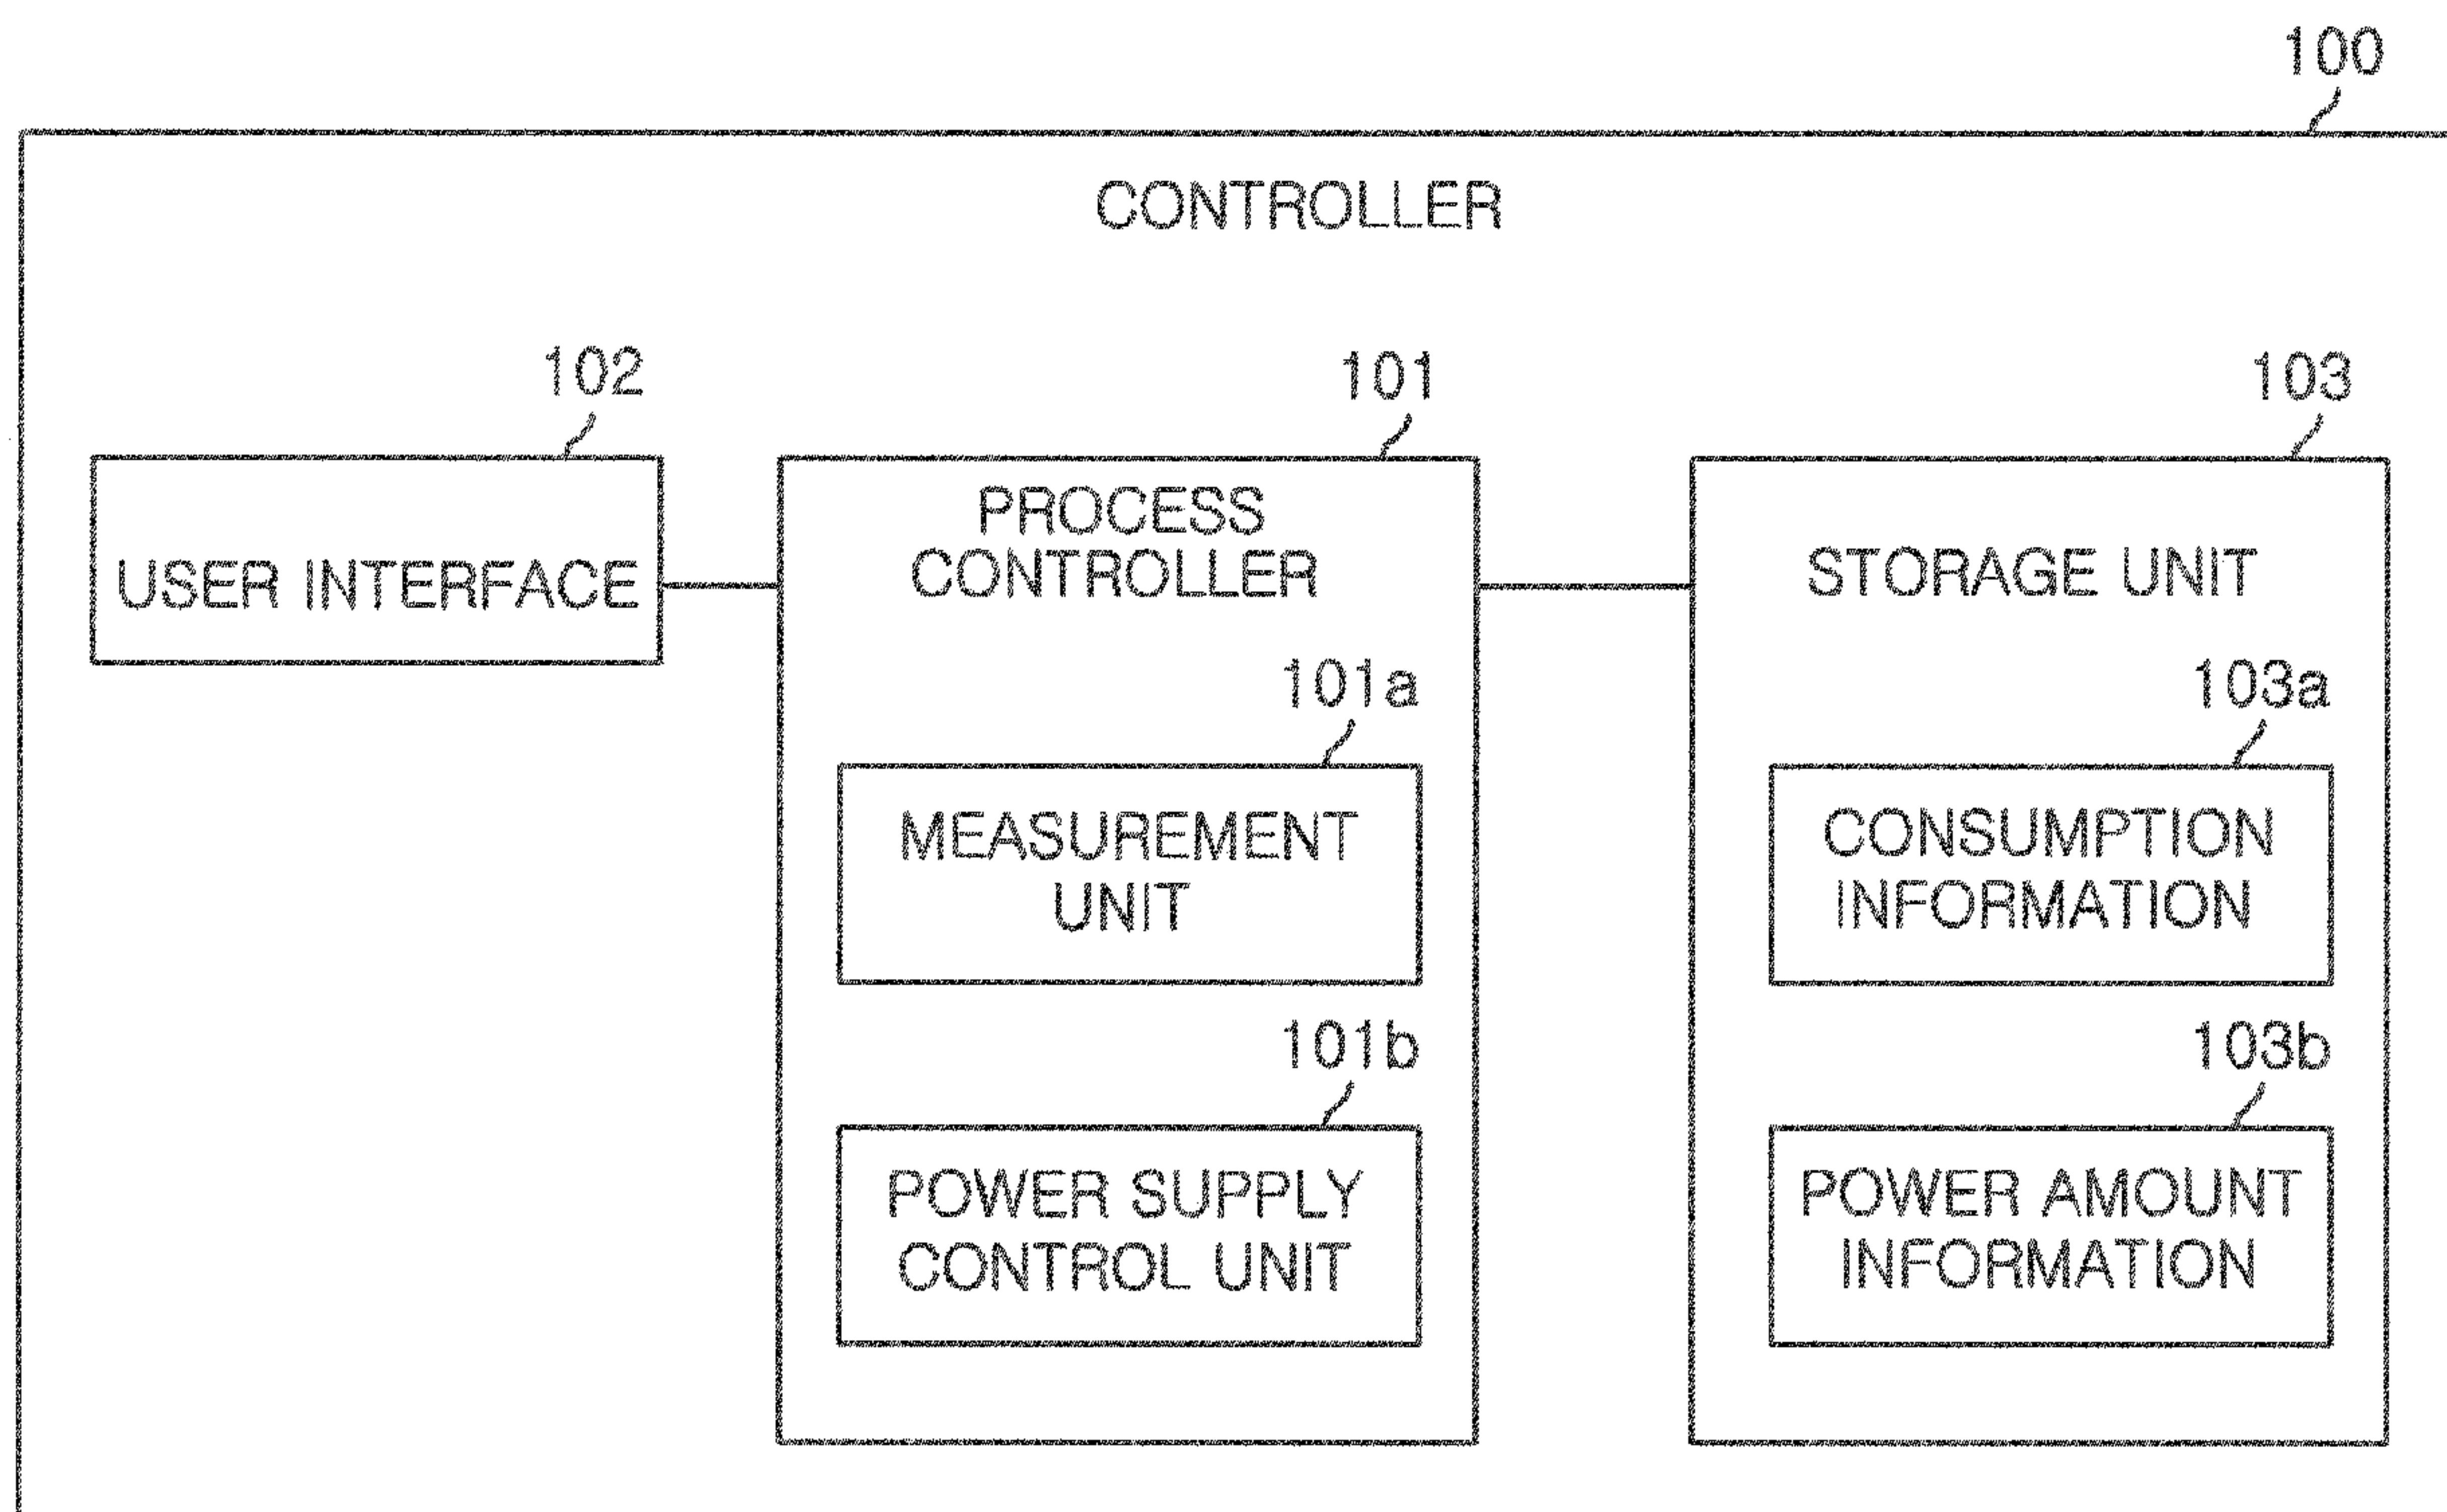 100
CONTROLLER
102
101
103
USER INTERFACE
PROCESS
CONTROLLER
STORAGE UNIT
101a
103a
MEASUREMENT
UNIT
CONSUMPTION
INFORMATION
101b
103b
POWER SUPPLY
CONTROL UNIT
POWER AMOUNT
INFORMATION